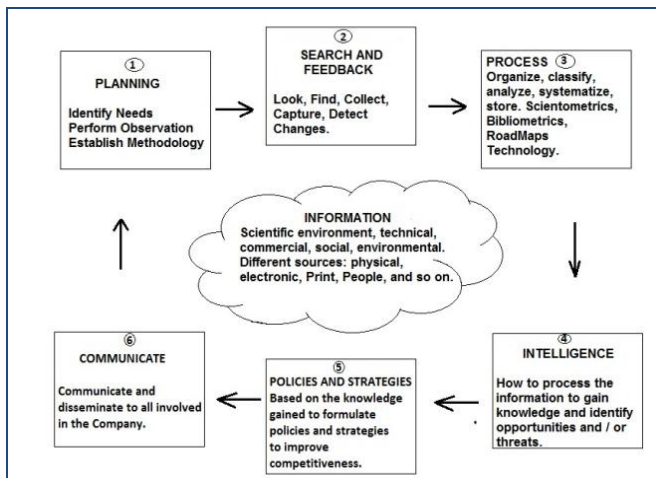 ①
PLANNING
Identify Needs
Perform Observation
Establish Methodology
②
SEARCH AND
FEEDBACK
Look, Find, Collect,
Capture, Detect
Changes.
PROCESS ③
Organize, classify,
analyze, systematize,
store. Scientometrics,
Bibliometrics,
RoadMaps
Technology.
INFORMATION
Scientific environment, technical,
commercial, social, environmental.
Different sources: physical,
electronic, Print, People, and so on.
④
INTELLIGENCE
How to process the
information to gain
knowledge and identify
opportunities and / or
threats.
⑤
POLICIES AND STRATEGIES
Based on the knowledge
gained to formulate
policies and strategies
to improve
competitiveness.
⑥
COMMUNICATE
Communicate and
disseminate to all involved
in the Company.